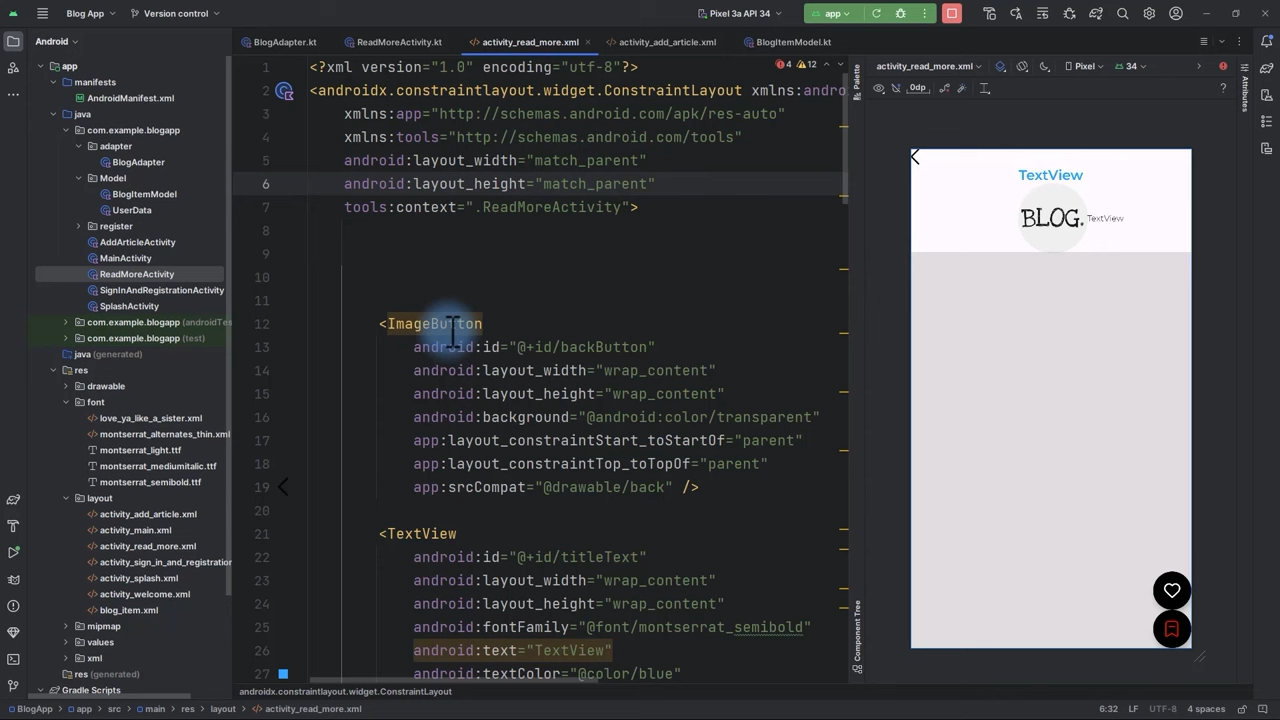 Blog App
Version control
Pixel 3a API 34
app
Android
BlogAdapter.kt
ReadMoreActivity.kt
activity_read_more.xml
activity_add_article.xml
BlogItemModel.kt
app
manifests
AndroidManifest.xml
java
com.example.blogapp
adapter
BlogAdapter
Model
BlogItemModel
UserData
register
AddArticleActivity
MainActivity
ReadMoreActivity
SignInAndRegistrationActivity
SplashActivity
com.example.blogapp (androidTes
com.example.blogapp (test)
java (generated)
res
drawable
font
love_ya_like_a_sister.xml
montserrat_alternates_thin.xml
montserrat_light.ttf
montserrat_mediumitalic.ttf
montserrat_semibold.ttf
layout
activity_add_article.xml
activity_main.xml
activity_read_more.xml
activity_sign_in_and_registration
activity_splash.xml
activity_welcome.xml
blog_item.xml
mipmap
values
xml
res (generated)
Gradle Scripts
4 12
1 <?xml version="1.0" encoding="utf-8"?>
2 <androidx.constraintlayout.widget.ConstraintLayout xmlns:andro
3 xmlns:app="http://schemas.android.com/apk/res-auto"
4 xmlns:tools="http://schemas.android.com/tools"
5 android:layout_width="match_parent"
6 android:layout_height="match_parent"
7 tools:context=".ReadMoreActivity">
8
9
10
11
12 <ImageButton
13 android:id="@+id/backButton"
14 android:layout_width="wrap_content"
15 android:layout_height="wrap_content"
16 android:background="@android:color/transparent"
17 app:layout_constraintStart_toStartOf="parent"
18 app:layout_constraintTop_toTopOf="parent"
19 app:srcCompat="@drawable/back" />
20
21 <TextView
22 android:id="@+id/titleText"
23 android:layout_width="wrap_content"
24 android:layout_height="wrap_content"
25 android:fontFamily="@font/montserrat_semibold"
26 android:text="TextView"
27 android:textColor="@color/blue"
androidx.constraintlayout.widget.ConstraintLayout
Palette
Component Tree
activity_read_more.xml
Pixel
34
0dp
?
TextView
BLOG.
TextView
Attributes
BlogApp > app > src > main > res > layout > activity_read_more.xml
6:32 LF UTF-8 4 spaces